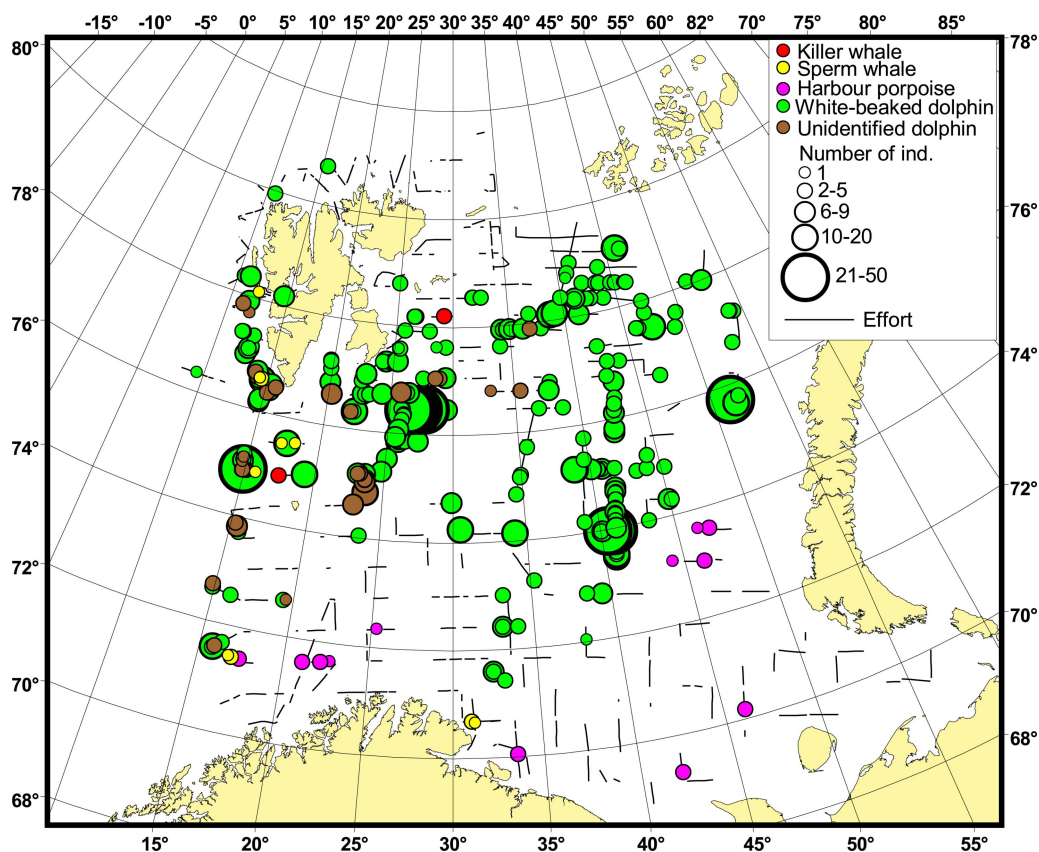 -15° -10° -5° 0° 5° 10° 15° 20° 25° 30° 35° 40° 45° 50° 55° 60° 82° 70° 75° 80° 85°
80° 78°
Killer whale
Sperm whale
Harbour porpoise
White-beaked dolphin
Unidentified dolphin
Number of ind.
1
2-5
6-9
10-20
21-50
Effort
78° 76°
76° 74°
74° 72°
72° 70°
70° 68°
68°
15° 20° 25° 30° 35° 40° 45° 50° 55°